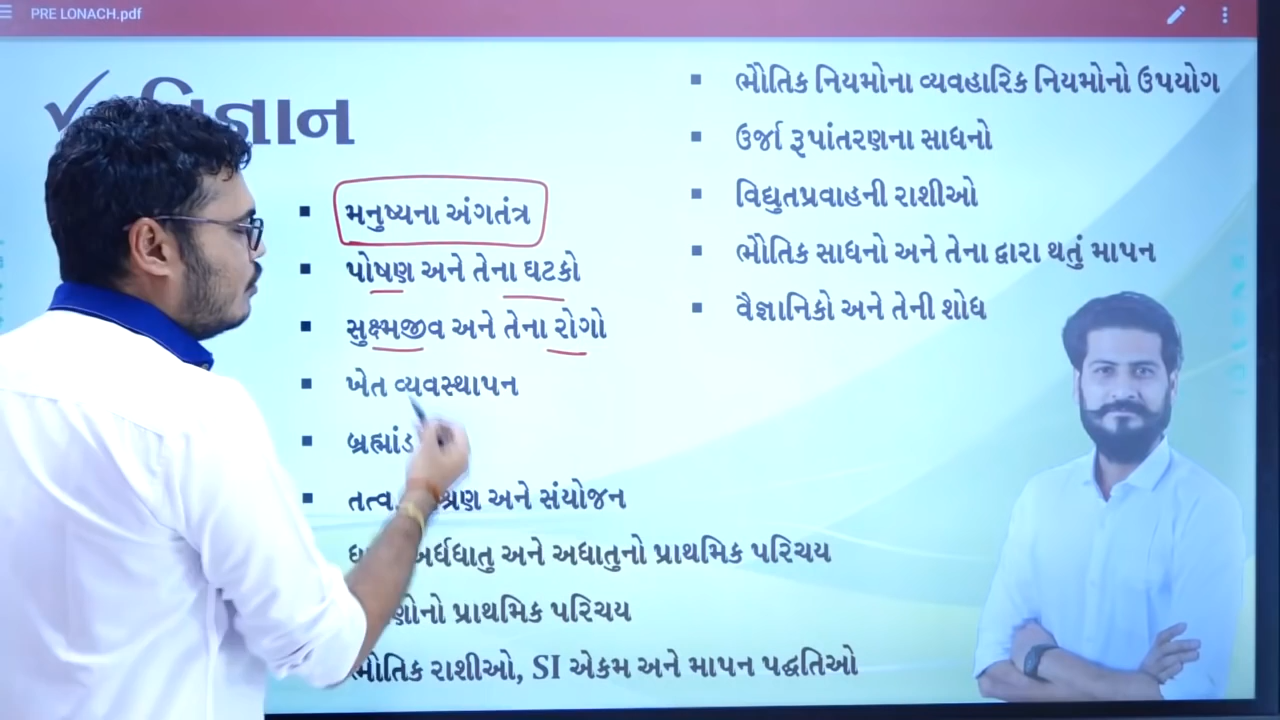 PRE LONACH.pdf
વિજ્ઞાન
મનુષ્યના અંગતંત્ર
પોષણ અને તેના ઘટકો
સુક્ષ્મજીવ અને તેના રોગો
ખેત વ્યવસ્થાપન
બ્રહ્માંડ
તત્વ, અને સંયોજન
અર્ધધાતુ અને અધાતુનો પ્રાથમિક પરિચય
પ્રાથમિક પરિચય
ભૌતિક રાશીઓ, SI એકમ અને માપન પદ્ધતિઓ
ભૌતિક નિયમોના વ્યવહારિક નિયમોનો ઉપયોગ
ઉર્જા રૂપાંતરણના સાધનો
વિદ્યુતપ્રવાહની રાશીઓ
ભૌતિક સાધનો અને તેના દ્વારા થતું માપન
વૈજ્ઞાનિકો અને તેની શોધ